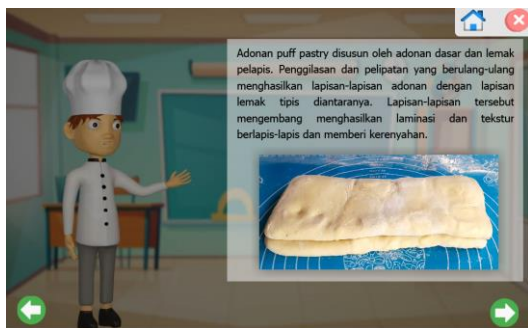 Adonan puff pastry disusun oleh adonan dasar dan lemak
pelapis. Penggilasan dan pelipatan yang berulang-ulang
menghasilkan lapisan-lapisan adonan dengan lapisan
lemak tipis diantaranya. Lapisan-lapisan tersebut
mengembang menghasilkan laminasi dan tekstur
berlapis-lapis dan memberi kerenyahan.